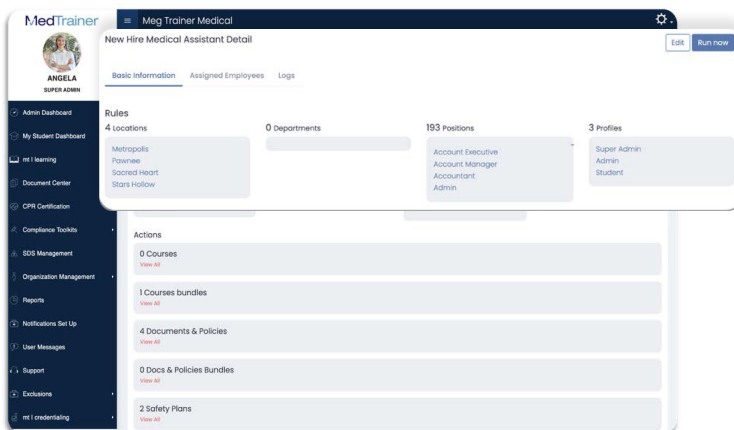 MedTrainer
Meg Trainer Medical
ANGELA
SUPER ADMIN
Admin Dashboard
My Student Dashboard
mt | learning
Document Center
CPR Certification
Compliance Toolkits
SDS Management
Organization Management
Reports
Notifications Set Up
User Messages
Support
Exclusions
mt | credentialing
New Hire Medical Assistant Detail
Edit
Run now
Basic Information
Assigned Employees
Logs
Rules
4 Locations
Metropolis
Pawnee
Sacred Heart
Stars Hollow
0 Departments
193 Positions
Account Executive
Account Manager
Accountant
Admin
3 Profiles
Super Admin
Admin
Student
Actions
0 Courses
View All
1 Courses bundles
View All
4 Documents & Policies
View All
0 Docs & Policies Bundles
View All
2 Safety Plans
View All